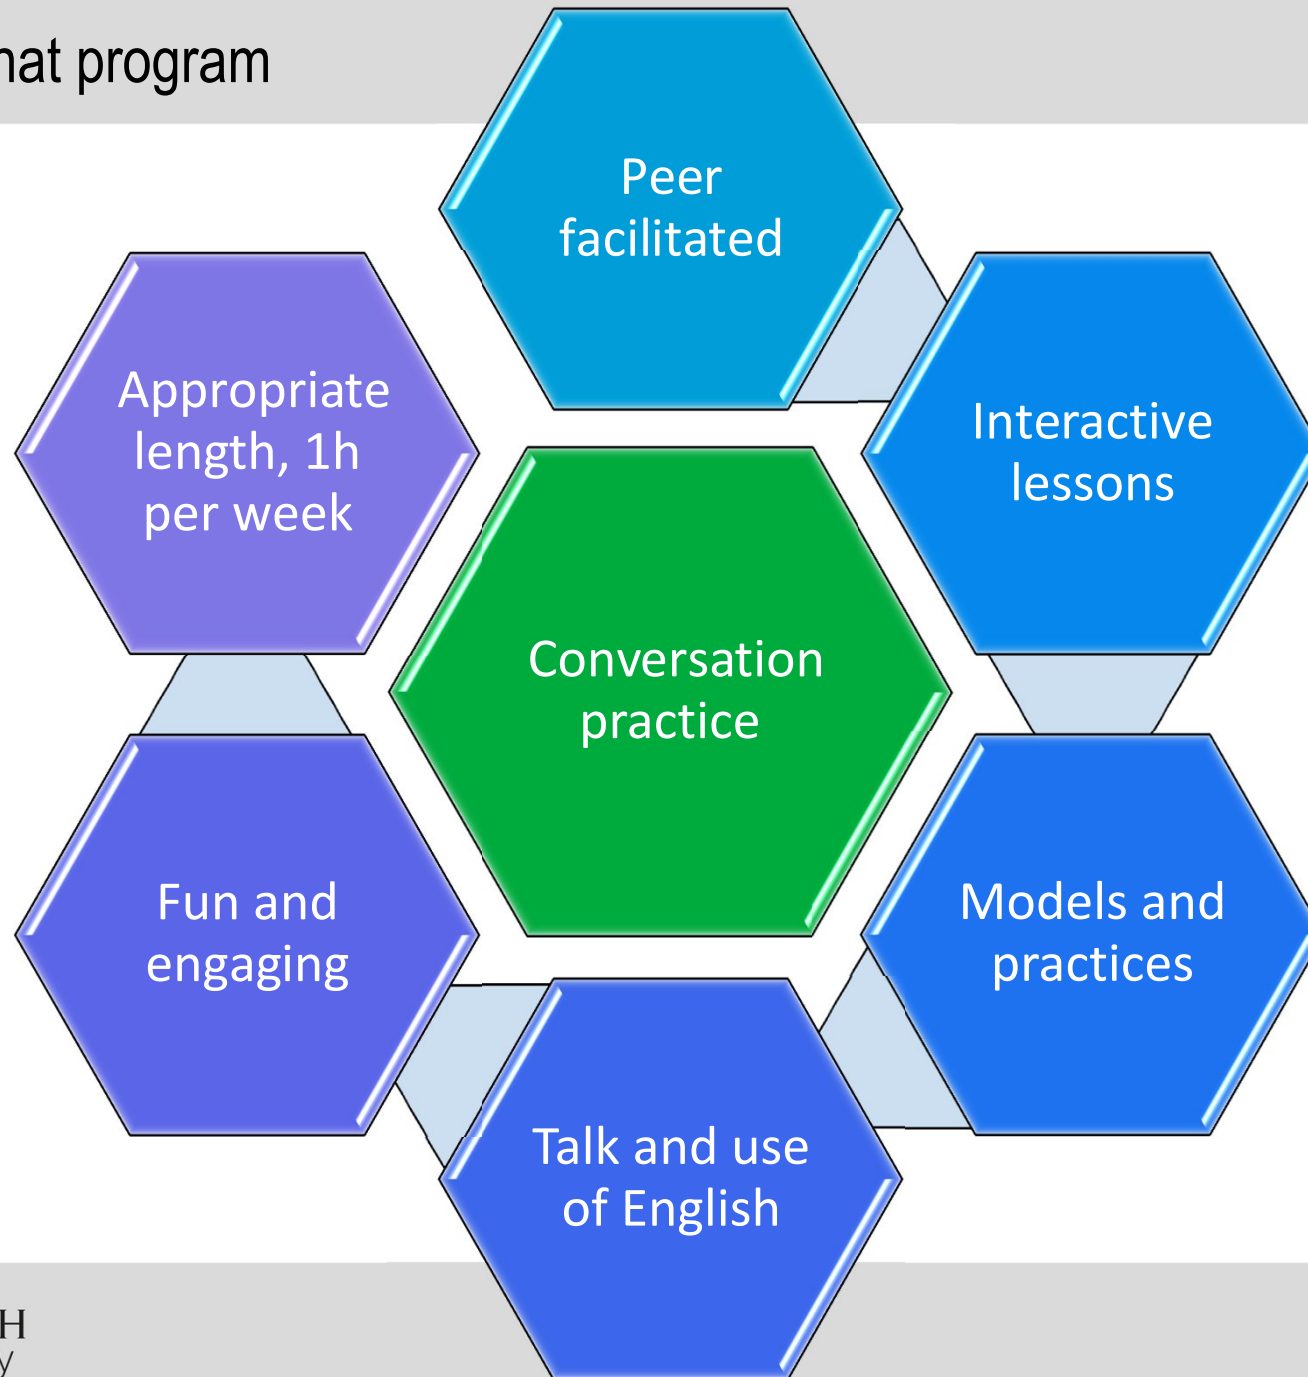 hat program
Peer
facilitated
Interactive
lessons
Models and
practices
Talk and use
of English
Fun and
engaging
Appropriate
length, 1h
per week
Conversation
practice
H
y